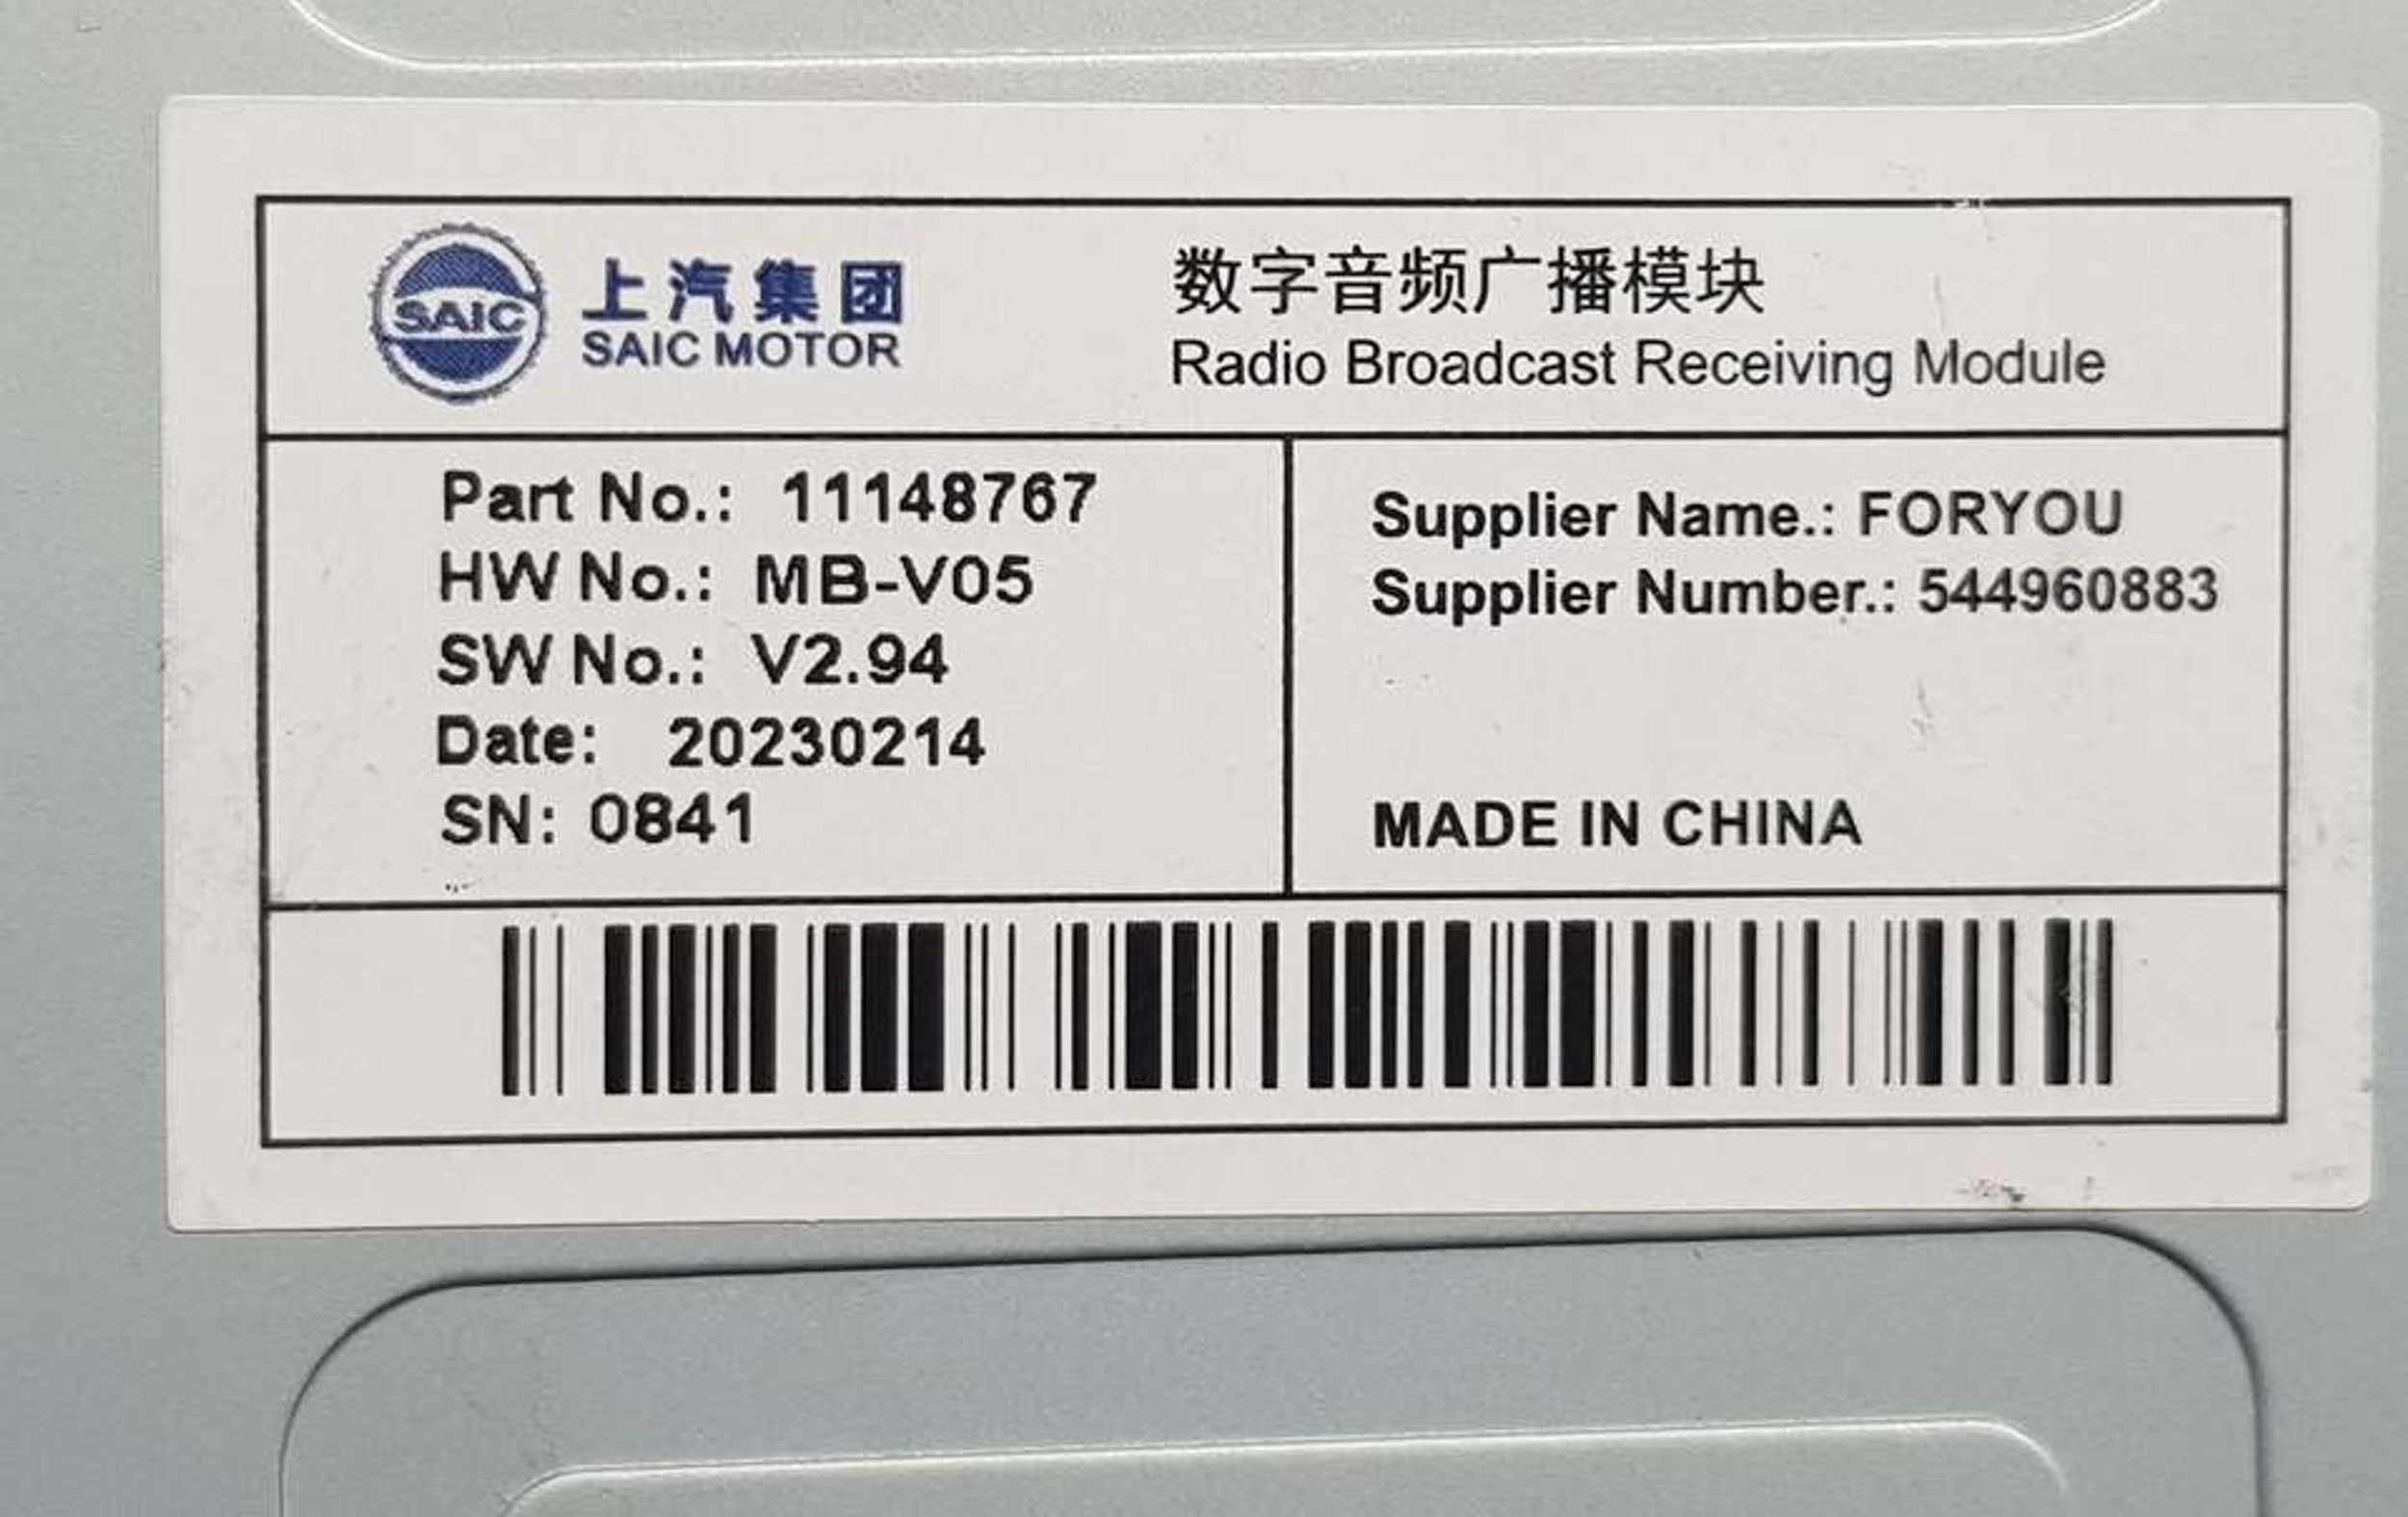 SAIC
上汽集团
SAIC MOTOR
数字音频广播模块
Radio Broadcast Receiving Module
Part No.: 11148767
HW No.: MB-V05
SW No.: V2.94
Date: 20230214
SN: 0841
Supplier Name.: FORYOU
Supplier Number.: 544960883
MADE IN CHINA